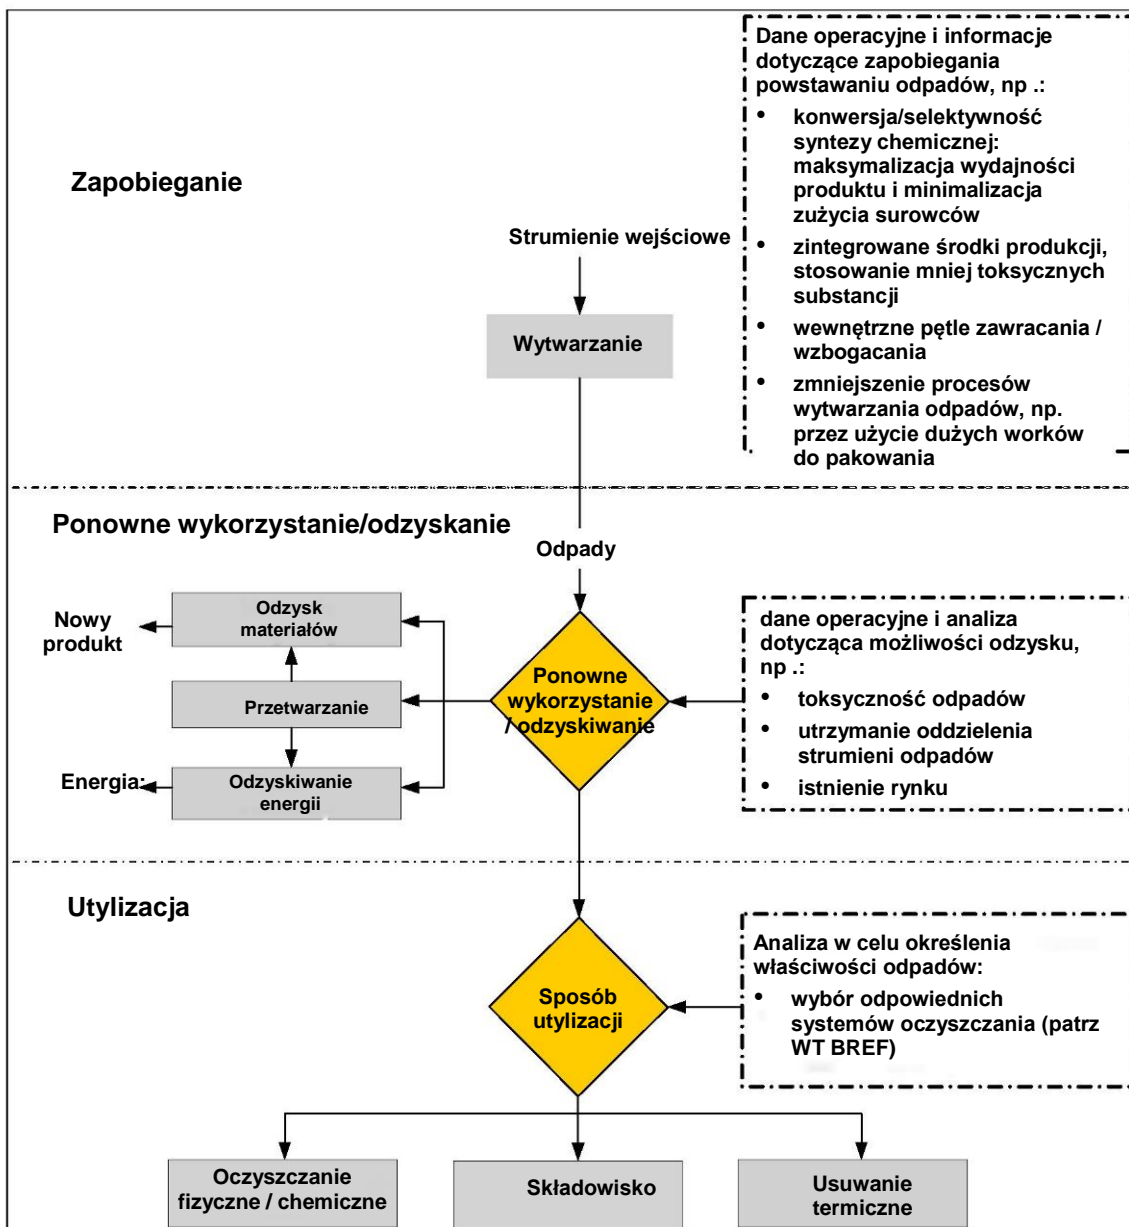 Dane operacyjne i informacje
dotyczące zapobiegania
powstawaniu odpadów, np .:
• konwersja/selektywność
syntezy chemicznej:
maksymalizacja wydajności
produktu i minimalizacja
zużycia surowców
• zintegrowane środki produkcji,
stosowanie mniej toksycznych
substancji
• wewnętrzne pętle zawracania /
wzbogacania
• zmniejszenie procesów
wytwarzania odpadów, np.
przez użycie dużych worków
do pakowania
Zapobieganie
Strumienie wejściowe
Wytwarzanie
Ponowne wykorzystanie/odzyskanie
Odpady
Nowy
produkt
Odzysk
materiałów
Przetwarzanie
Energia:
Odzyskiwanie
energii
Ponowne
wykorzystanie
/ odzyskiwanie
dane operacyjne i analiza
dotycząca możliwości odzysku,
np .:
• toksyczność odpadów
• utrzymanie oddzielenia
strumieni odpadów
• istnienie rynku
Utylizacja
Sposób
utylizacji
Analiza w celu określenia
właściwości odpadów:
• wybór odpowiednich
systemów oczyszczania (patrz
WT BREF)
Oczyszczanie
fizyczne / chemiczne
Składowisko
Usuwanie
termiczne